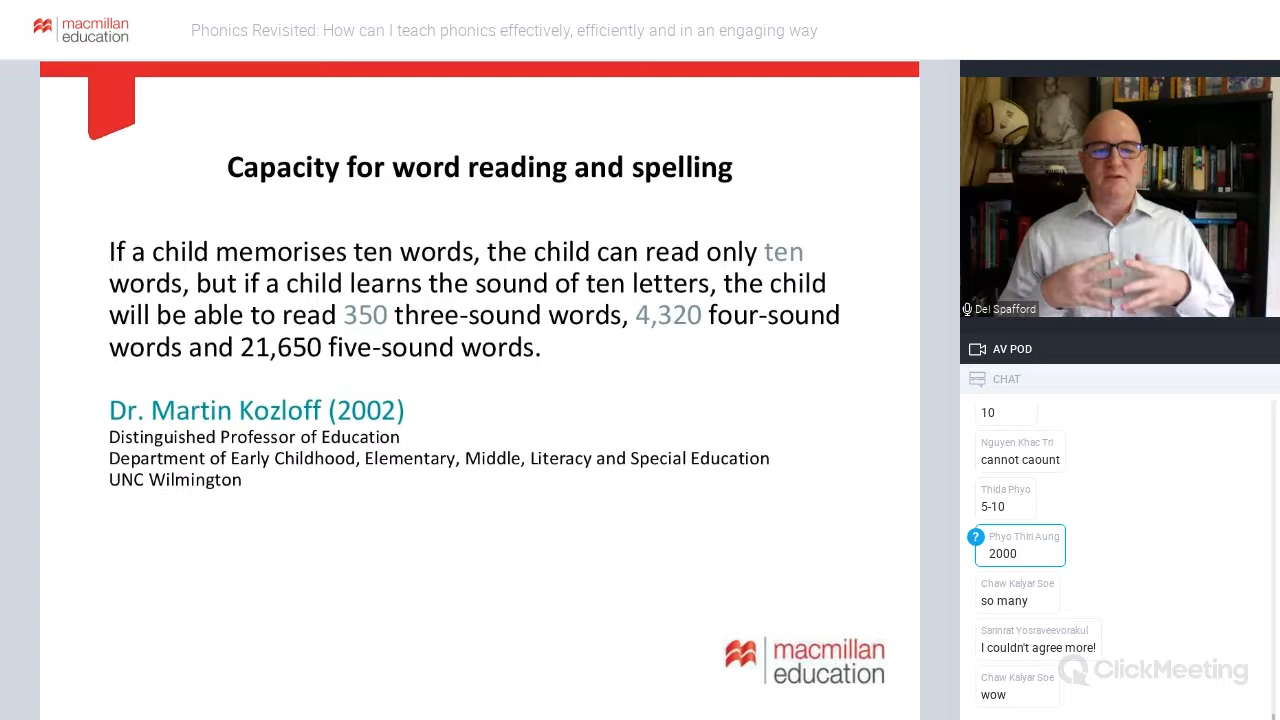 macmillan
education
Phonics Revisited: How can I teach phonics effectively, efficiently and in an engaging way
Capacity for word reading and spelling
If a child memorises ten words, the child can read only ten
words, but if a child learns the sound of ten letters, the child
will be able to read 350 three-sound words, 4,320 four-sound
words and 21,650 five-sound words.
Dr. Martin Kozloff (2002)
Distinguished Professor of Education
Department of Early Childhood, Elementary, Middle, Literacy and Special Education
UNC Wilmington
macmillan
education
Del Spafford
AV POD
CHAT
10
Nguyen Khac Tri
cannot caount
Thida Phyo
5-10
?
Phyo Thiri Aung
2000
Chaw Kalyar Soe
so many
Sarinrat Yosraveevorakul
I couldn't agree more!
ClickMeeting
Chaw Kalyar Soe
wow